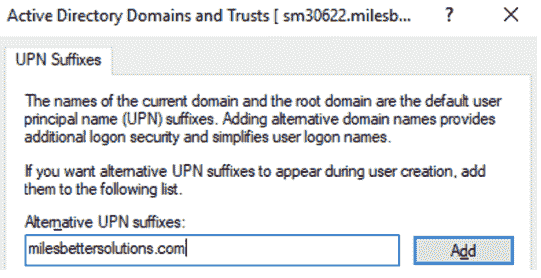 Active Directory Domains and Trusts [ sm30622.milesb... ? ✕
UPN Suffixes
The names of the current domain and the root domain are the default user
principal name (UPN) suffixes. Adding alternative domain names provides
additional logon security and simplifies user logon names.
If you want alternative UPN suffixes to appear during user creation, add
them to the following list.
Alternative UPN suffixes:
milesbettersolutions.com
Add